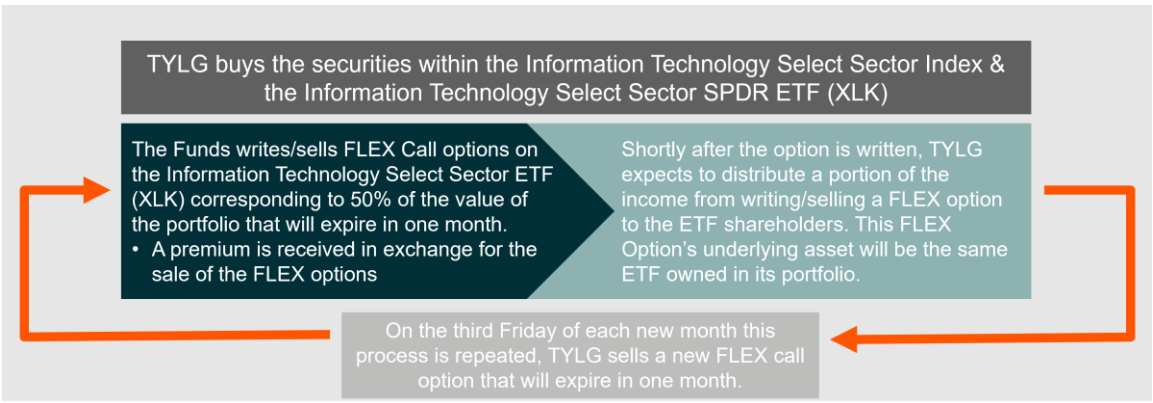 TYLG buys the securities within the Information Technology Select Sector Index &
the Information Technology Select Sector SPDR ETF (XLK)
The Funds writes/sells FLEX Call options on
the Information Technology Select Sector ETF
(XLK) corresponding to 50% of the value of
the portfolio that will expire in one month.
• A premium is received in exchange for the
sale of the FLEX options
Shortly after the option is written, TYLG
expects to distribute a portion of the
income from writing/selling a FLEX option
to the ETF shareholders. This FLEX
Option's underlying asset will be the same
ETF owned in its portfolio.
On the third Friday of each new month this
process is repeated, TYLG sells a new FLEX call
option that will expire in one month.